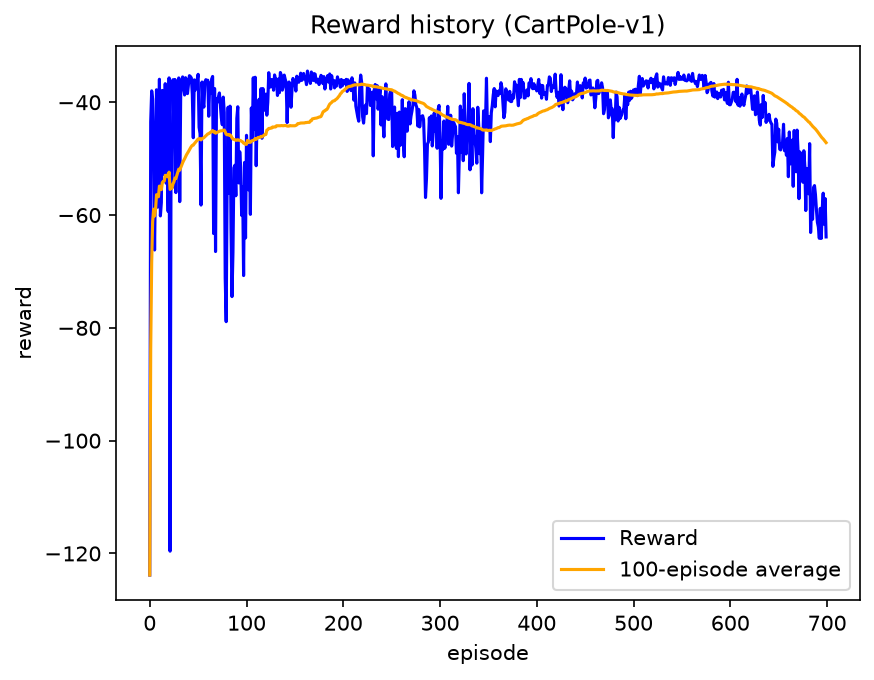 Reward history (CartPole-v1)
reward
−40
−60
−80
−100
−120
0 100 200 300 400 500 600 700
episode
Reward
100-episode average